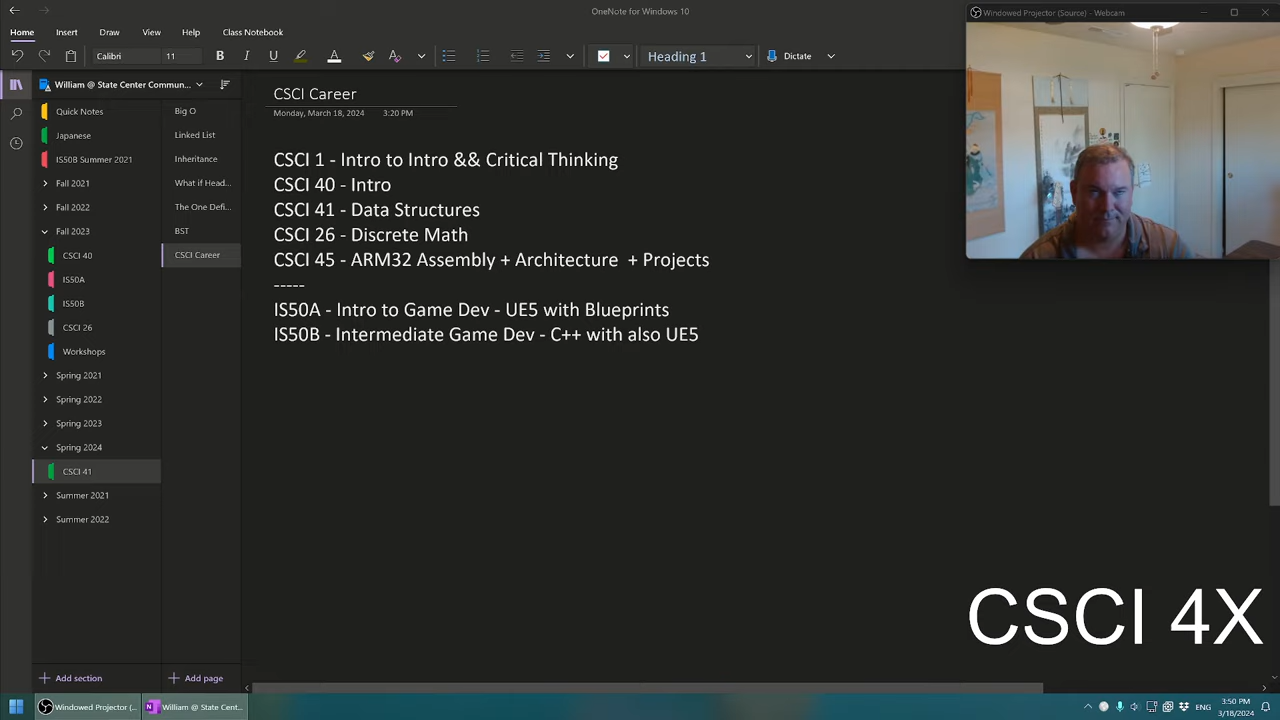 OneNote for Windows 10
Windowed Projector (Source) - Webcam
Home
Insert
Draw
View
Help
Class Notebook
Calibri
11
B
I
U
A
Heading 1
Dictate
William @ State Center Commun...
Quick Notes
Japanese
IS50B Summer 2021
Fall 2021
Fall 2022
Fall 2023
CSCI 40
IS50A
IS50B
CSCI 26
Workshops
Spring 2021
Spring 2022
Spring 2023
Spring 2024
CSCI 41
Summer 2021
Summer 2022
Add section
Big O
Linked List
Inheritance
What if Head...
The One Defi...
BST
CSCI Career
Add page
CSCI Career
Monday, March 18, 2024 3:20 PM
CSCI 1 - Intro to Intro && Critical Thinking
CSCI 40 - Intro
CSCI 41 - Data Structures
CSCI 26 - Discrete Math
CSCI 45 - ARM32 Assembly + Architecture  + Projects
-----
IS50A - Intro to Game Dev - UE5 with Blueprints
IS50B - Intermediate Game Dev - C++ with also UE5
CSCI 4X
Windowed Projector (...
William @ State Cent...
ENG
3:50 PM
3/18/2024